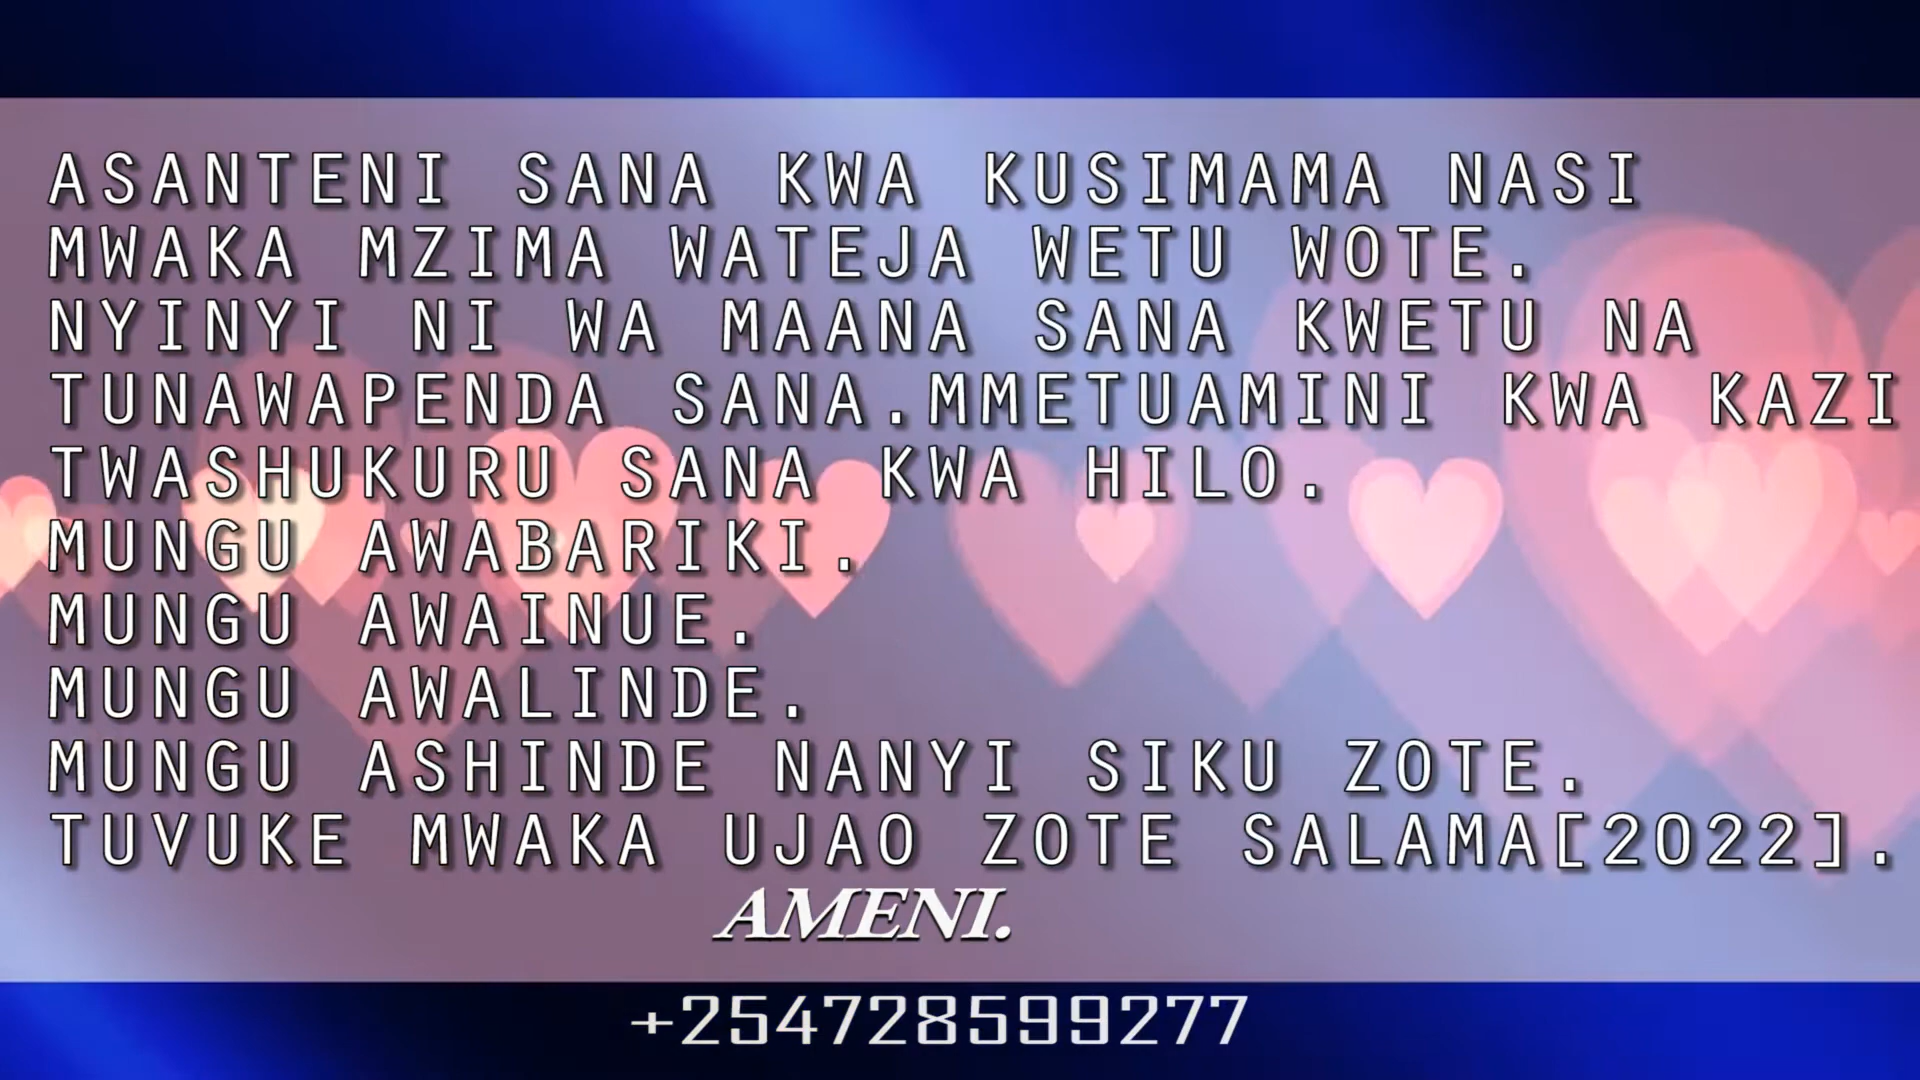 ASANTENI SANA KWA KUSIMAMA NASI
MWAKA MZIMA WATEJA WETU WOTE.
NYINYI NI WA MAANA SANA KWETU NA
TUNAWAPENDA SANA.MMETUAMINI KWA KAZI
TWASHUKURU SANA KWA HILO.
MUNGU AWABARIKI.
MUNGU AWAINUE.
MUNGU AWALINDE.
MUNGU ASHINDE NANYI SIKU ZOTE.
TUVUKE MWAKA UJAO ZOTE SALAMA[2022].
AMENI.
+254728599277